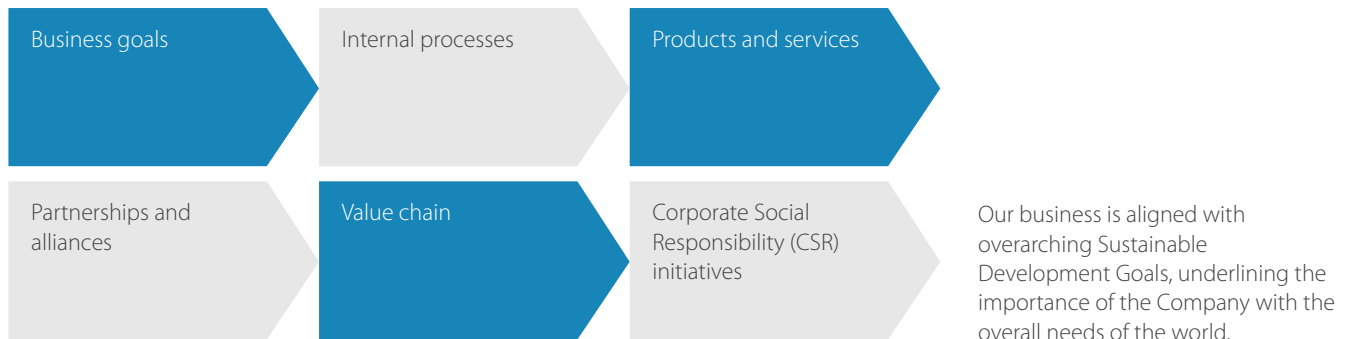 Business goals
Internal processes
Products and services
Partnerships and
alliances
Value chain
Corporate Social
Responsibility (CSR)
initiatives
Our business is aligned with
overarching Sustainable
Development Goals, underlining the
importance of the Company with the
overall needs of the world.